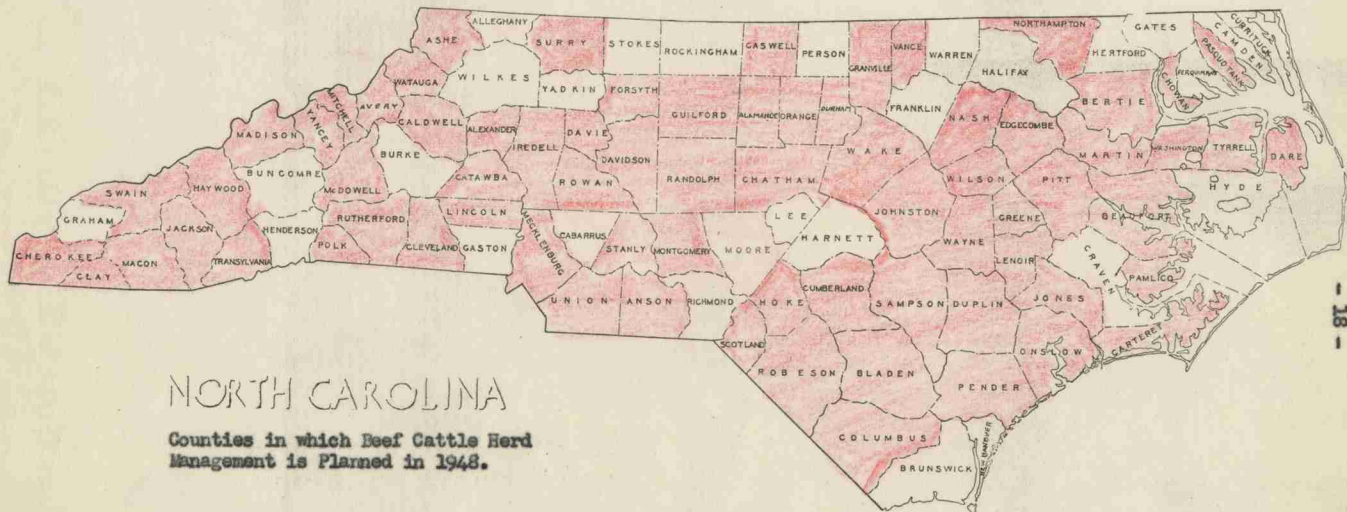 ALLEGHANY
ASHE
SURRY
STOKES
ROCKINGHAM
CASWELL
PERSON
GRANVILLE
VANCE
WARREN
NORTHAMPTON
GATES
HERTFORD
HALIFAX
CURRITUCK
CAMDEN
PASQUOTANK
PERQUIMANS
CHOWAN
WATAUGA
WILKES
YADKIN
FORSYTH
GUILFORD
ALAMANCE
ORANGE
DURHAM
FRANKLIN
NASH
EDGECOMBE
BERTIE
MITCHELL
AVERY
YANCEY
MADISON
CALDWELL
ALEXANDER
IREDELL
DAVIE
DAVIDSON
RANDOLPH
CHATHAM
WAKE
WILSON
PITT
MARTIN
WASHINGTON
TYRRELL
DARE
BUNCOMBE
BURKE
McDOWELL
CATAWBA
ROWAN
SWAIN
HAYWOOD
GRAHAM
JACKSON
HENDERSON
RUTHERFORD
LINCOLN
POLK
CLEVELAND
GASTON
MECKLENBURG
CABARRUS
STANLY
MONTGOMERY
MOORE
LEE
HARNETT
JOHNSTON
WAYNE
GREENE
LENOIR
BEAUFORT
HYDE
CRAVEN
PAMLICO
CHEROKEE
CLAY
MACON
TRANSYLVANIA
UNION
ANSON
RICHMOND
HOKE
CUMBERLAND
SAMPSON
DUPLIN
JONES
ONSLOW
CARTERET
SCOTLAND
ROBESON
BLADEN
PENDER
COLUMBUS
BRUNSWICK
NEW HANOVER
- 18 -
NORTH CAROLINA
Counties in which Beef Cattle Herd
Management is Planned in 1948.